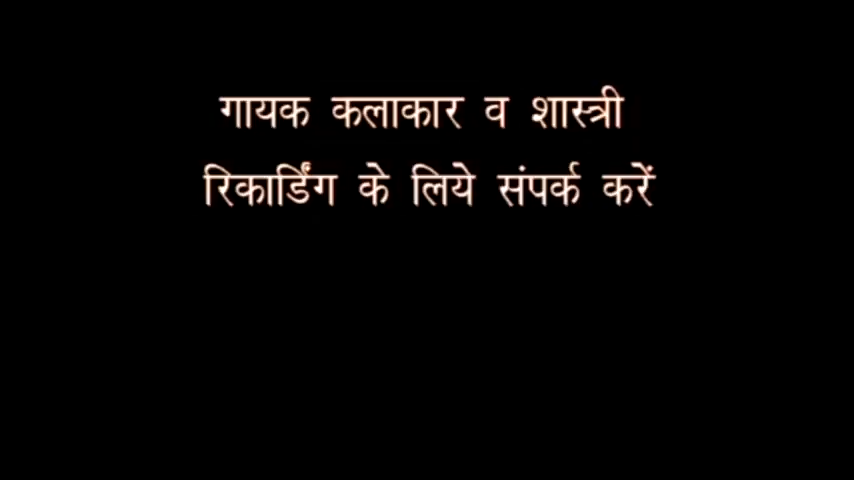 गायक कलाकार व शास्त्री
रिकार्डिंग के लिये संपर्क करें